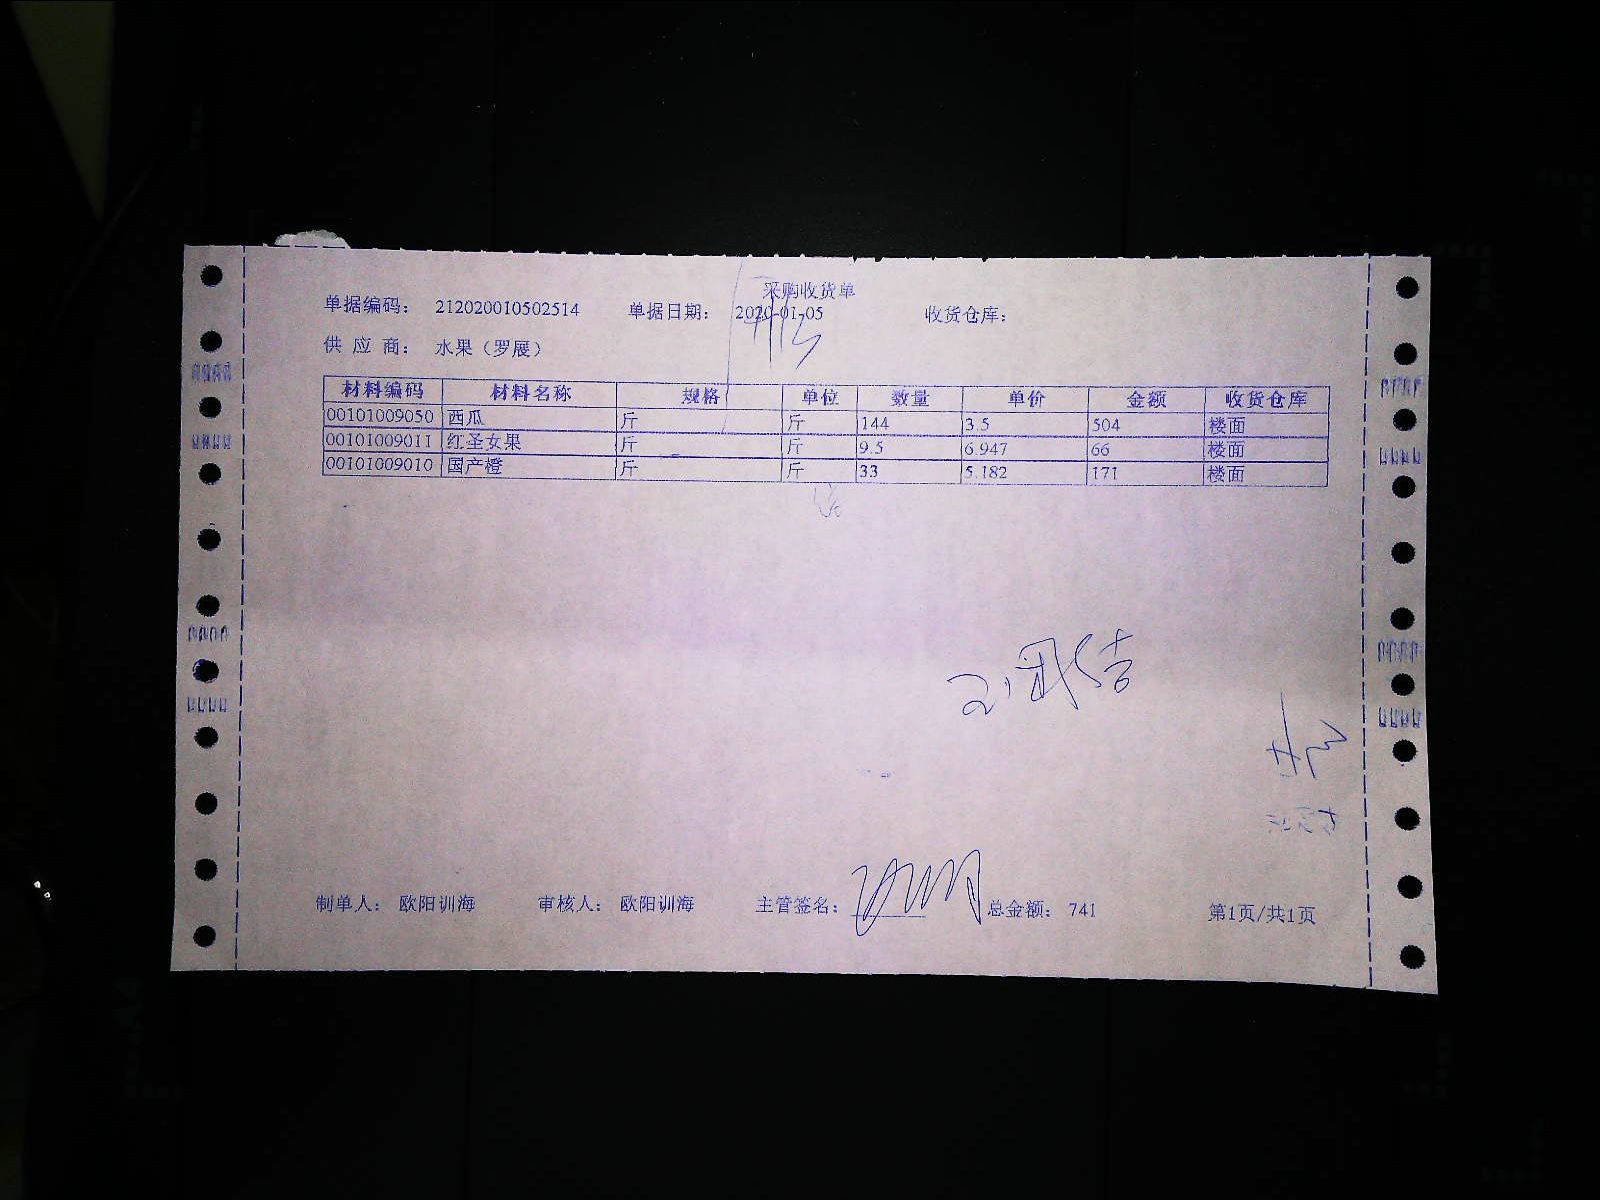 采购收货单
单据编码: 212020010502514 单据日期: 2020-01-05 收货仓库:
供 应 商: 水果（罗展）
材料编码 材料名称 规格 单位 数量 单价 金额 收货仓库
00101009050 西瓜 斤 斤 144 3.5 504 楼面
00101009011 红圣女果 斤 斤 9.5 6.947 66 楼面
00101009010 国产橙 斤 斤 33 5.182 171 楼面
制单人: 欧阳训海 审核人: 欧阳训海 主管签名: 总金额: 741 第1页/共1页